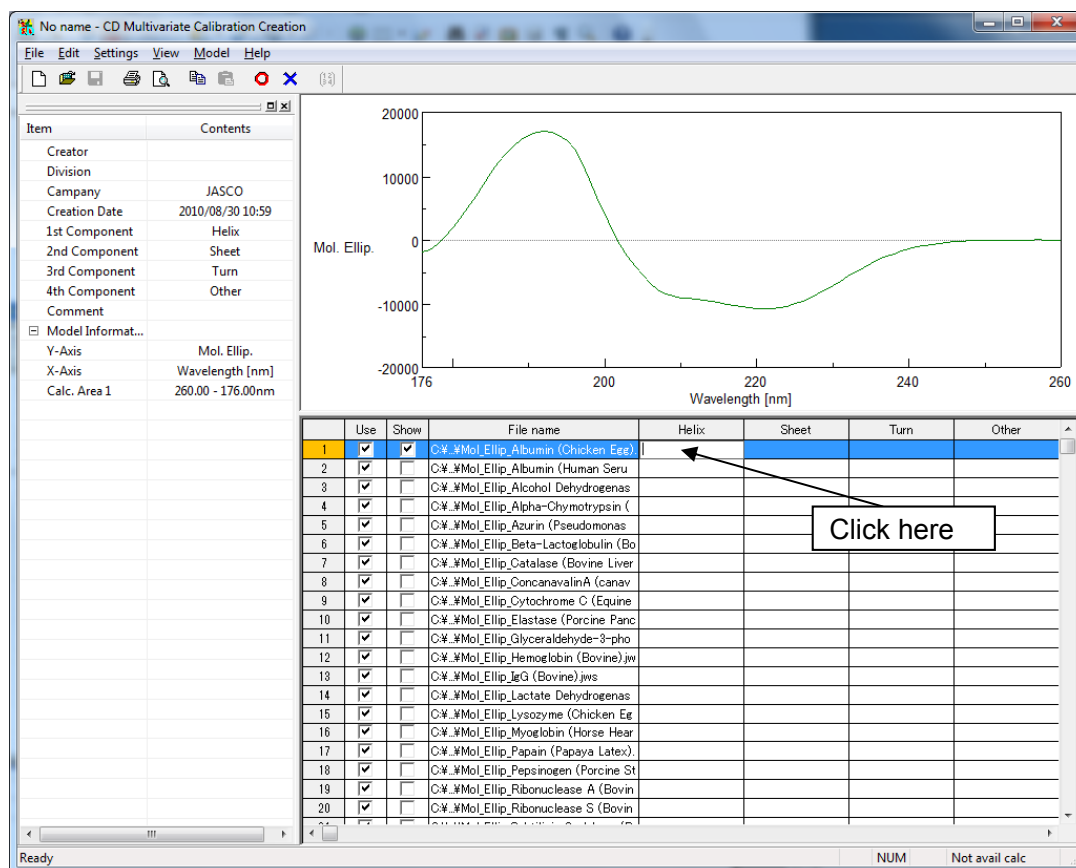 No name - CD Multivariate Calibration Creation
File Edit Settings View Model Help
Item Contents
Creator
Division
Campany JASCO
Creation Date 2010/08/30 10:59
1st Component Helix
2nd Component Sheet
3rd Component Turn
4th Component Other
Comment
Model Informat...
Y-Axis Mol. Ellip.
X-Axis Wavelength [nm]
Calc. Area 1 260.00 - 176.00nm
20000
10000
Mol. Ellip. 0
-10000
-20000
176 200 220 240 260
Wavelength [nm]
Use Show File name Helix Sheet Turn Other
1 C:¥...¥Mol_Ellip_Albumin (Chicken Egg).
2 C:¥...¥Mol_Ellip_Albumin (Human Seru
3 C:¥...¥Mol_Ellip_Alcohol Dehydrogenas
4 C:¥...¥Mol_Ellip_Alpha-Chymotrypsin (
5 C:¥...¥Mol_Ellip_Azurin (Pseudomonas
6 C:¥...¥Mol_Ellip_Beta-Lactoglobulin (Bo
7 C:¥...¥Mol_Ellip_Catalase (Bovine Liver
8 C:¥...¥Mol_Ellip_ConcanavalinA (canav
9 C:¥...¥Mol_Ellip_Cytochrome C (Equine
10 C:¥...¥Mol_Ellip_Elastase (Porcine Panc
11 C:¥...¥Mol_Ellip_Glyceraldehyde-3-pho
12 C:¥...¥Mol_Ellip_Hemoglobin (Bovine).jw
13 C:¥...¥Mol_Ellip_IgG (Bovine).jws
14 C:¥...¥Mol_Ellip_Lactate Dehydrogenas
15 C:¥...¥Mol_Ellip_Lysozyme (Chicken Eg
16 C:¥...¥Mol_Ellip_Myoglobin (Horse Hear
17 C:¥...¥Mol_Ellip_Papain (Papaya Latex).
18 C:¥...¥Mol_Ellip_Pepsinogen (Porcine St
19 C:¥...¥Mol_Ellip_Ribonuclease A (Bovin
20 C:¥...¥Mol_Ellip_Ribonuclease S (Bovin
Click here
Ready NUM Not avail calc